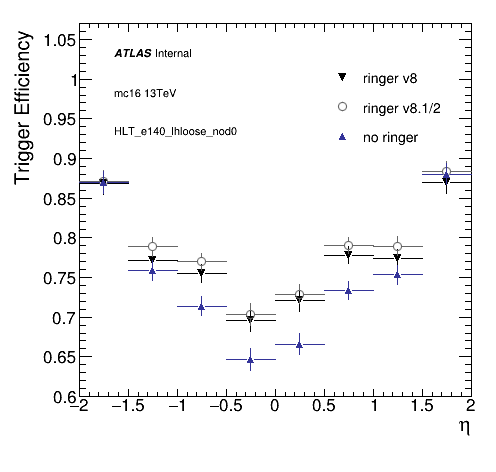 Trigger Efficiency
1.05
1
0.95
0.9
0.85
0.8
0.75
0.7
0.65
0.6
ATLAS Internal
mc16 13TeV
HLT_e140_lhloose_nod0
ringer v8
ringer v8.1/2
no ringer
−2 −1.5 −1 −0.5 0 0.5 1 1.5 2
η